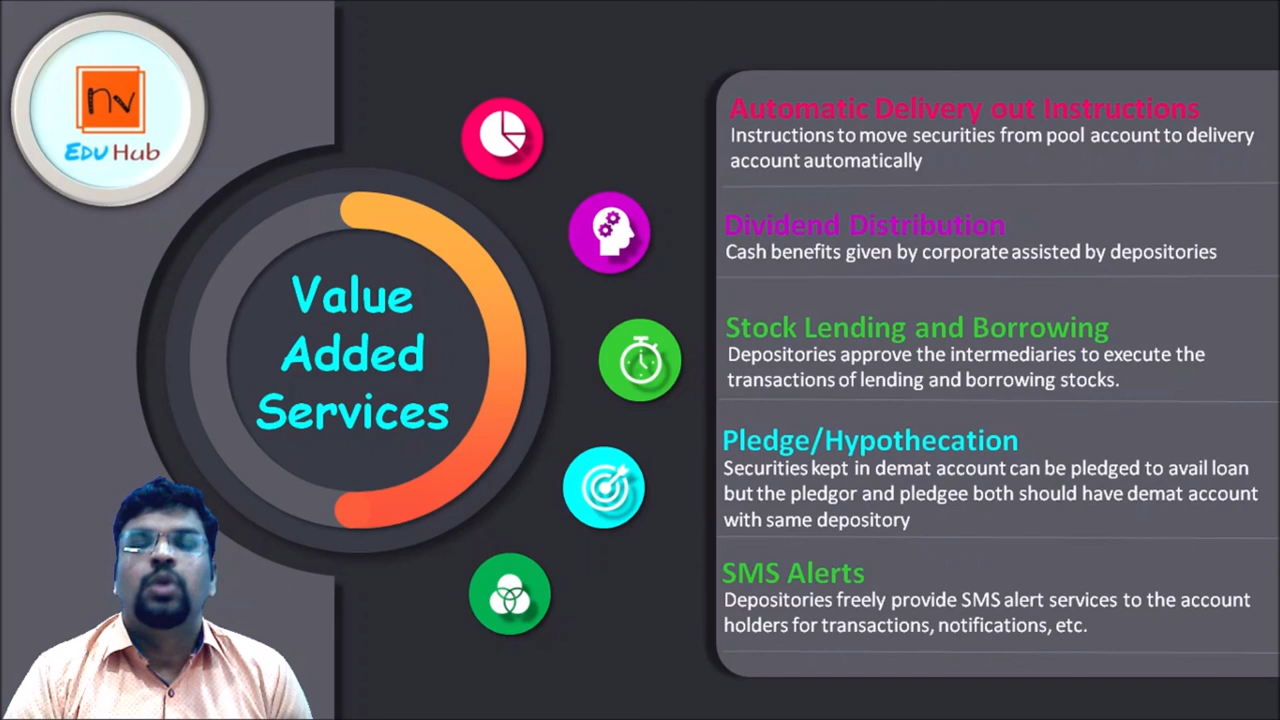 nv
EDU Hub
Value
Added
Services
Automatic Delivery out Instructions
Instructions to move securities from pool account to delivery
account automatically
Dividend Distribution
Cash benefits given by corporate assisted by depositories
Stock Lending and Borrowing
Depositories approve the intermediaries to execute the
transactions of lending and borrowing stocks.
Pledge/Hypothecation
Securities kept in demat account can be pledged to avail loan
but the pledgor and pledgee both should have demat account
with same depository
SMS Alerts
Depositories freely provide SMS alert services to the account
holders for transactions, notifications, etc.